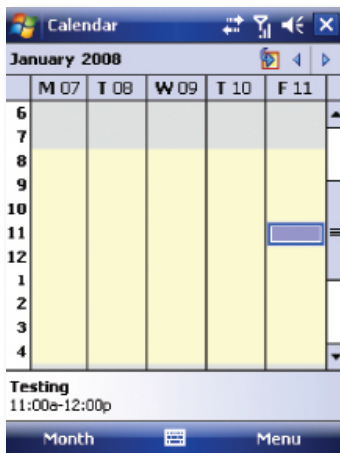 Calendar
January 2008
M 07 T 08 W 09 T 10 F 11
6
7
8
9
10
11
12
1
2
3
4
Testing
11:00a-12:00p
Month Menu